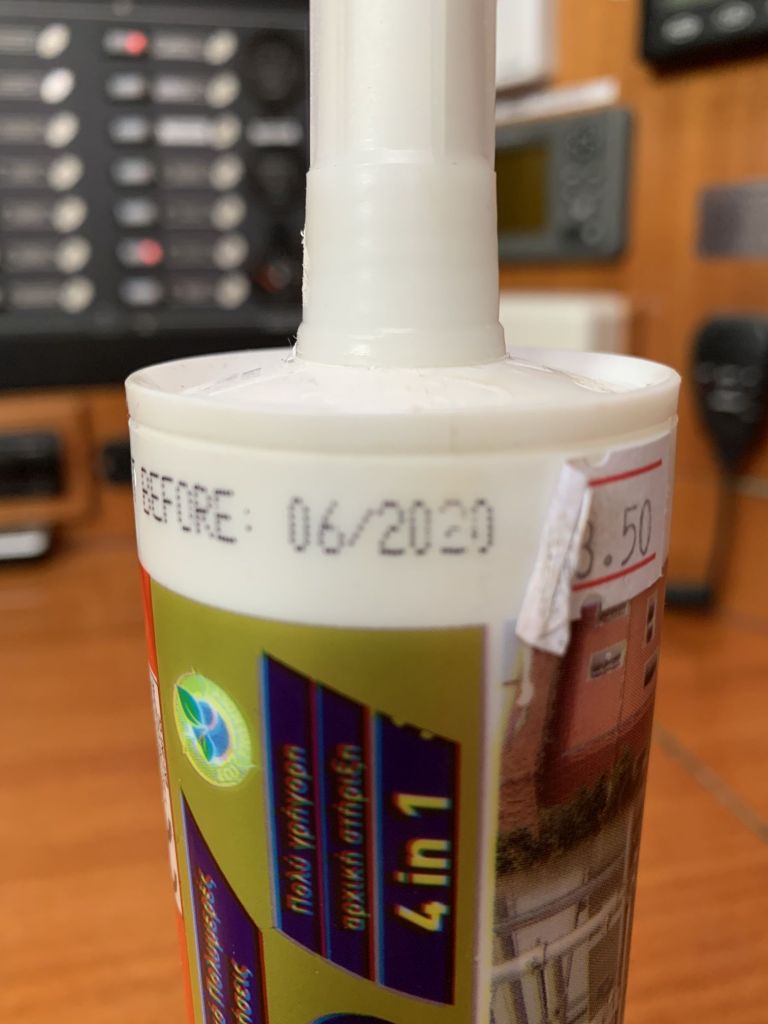 BEFORE: 06/2020
3.50
Πολύ γρήγορη
αρχική στήριξη
4 in 1